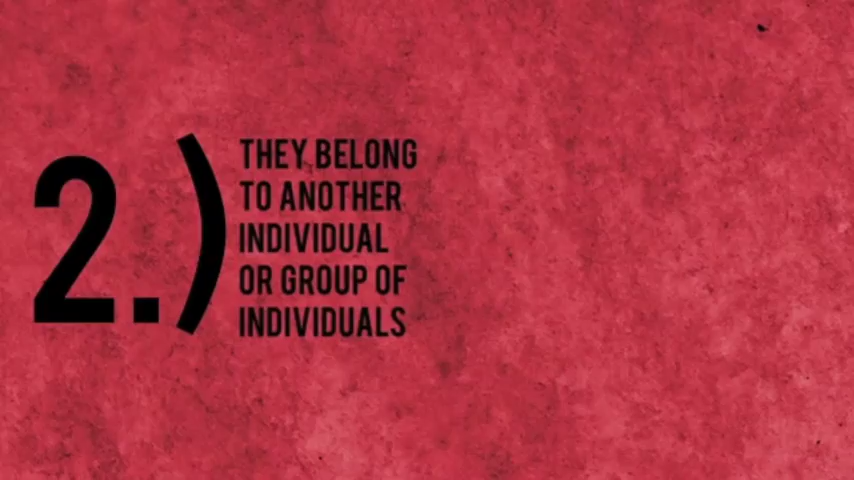 2.)
THEY BELONG
TO ANOTHER
INDIVIDUAL
OR GROUP OF
INDIVIDUALS